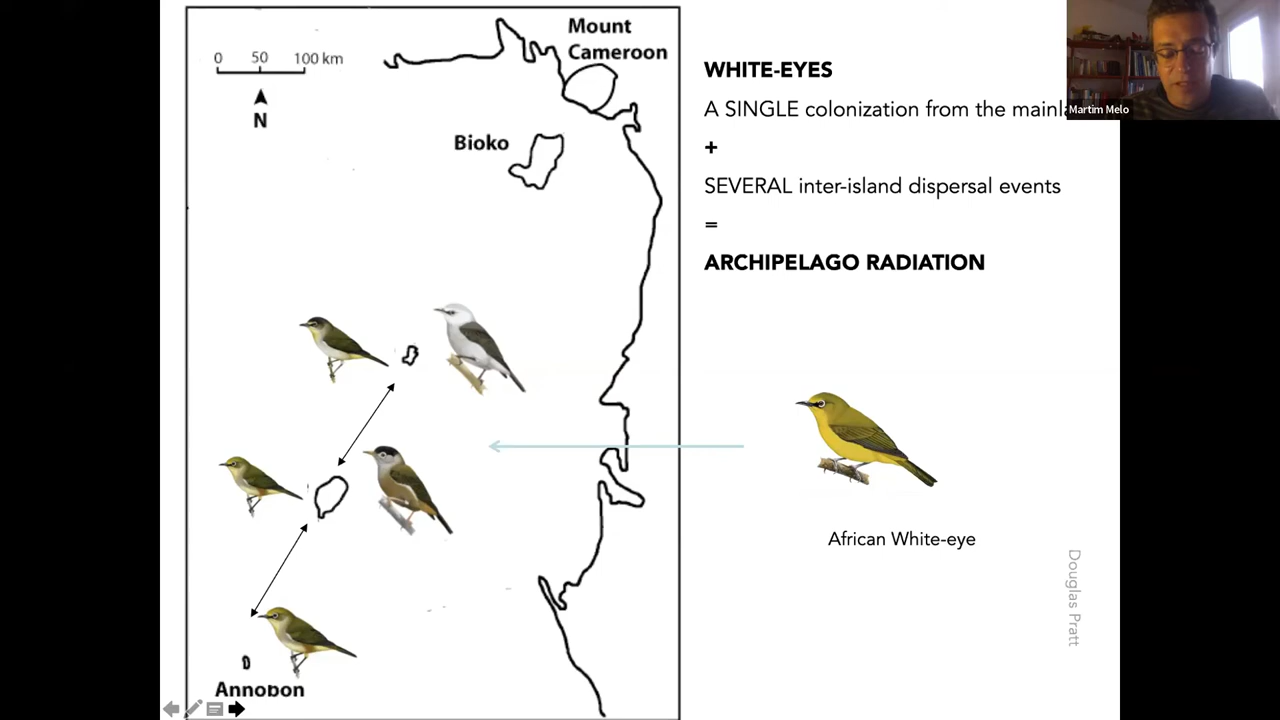 Mount
Cameroon
0 50 100 km
N
Bioko
Annobon
WHITE-EYES
A SINGLE colonization from the mainl
+
SEVERAL inter-island dispersal events
=
ARCHIPELAGO RADIATION
African White-eye
Douglas Pratt
Martim Melo